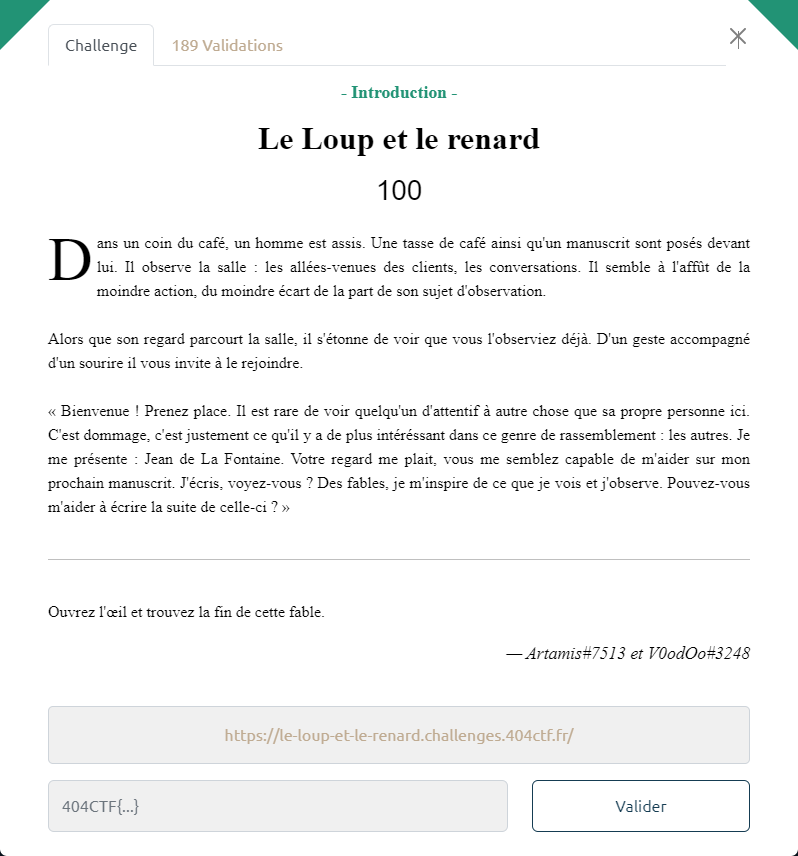 Challenge
189 Validations
- Introduction -
Le Loup et le renard
100
Dans un coin du café, un homme est assis. Une tasse de café ainsi qu'un manuscrit sont posés devant
lui. Il observe la salle : les allées-venues des clients, les conversations. Il semble à l'affût de la
moindre action, du moindre écart de la part de son sujet d'observation.
Alors que son regard parcourt la salle, il s'étonne de voir que vous l'observiez déjà. D'un geste accompagné
d'un sourire il vous invite à le rejoindre.
« Bienvenue ! Prenez place. Il est rare de voir quelqu'un d'attentif à autre chose que sa propre personne ici.
C'est dommage, c'est justement ce qu'il y a de plus intéréssant dans ce genre de rassemblement : les autres. Je
me présente : Jean de La Fontaine. Votre regard me plait, vous me semblez capable de m'aider sur mon
prochain manuscrit. J'écris, voyez-vous ? Des fables, je m'inspire de ce que je vois et j'observe. Pouvez-vous
m'aider à écrire la suite de celle-ci ? »
Ouvrez l'œil et trouvez la fin de cette fable.
— Artamis#7513 et V0odOo#3248
https://le-loup-et-le-renard.challenges.404ctf.fr/
404CTF{...}
Valider